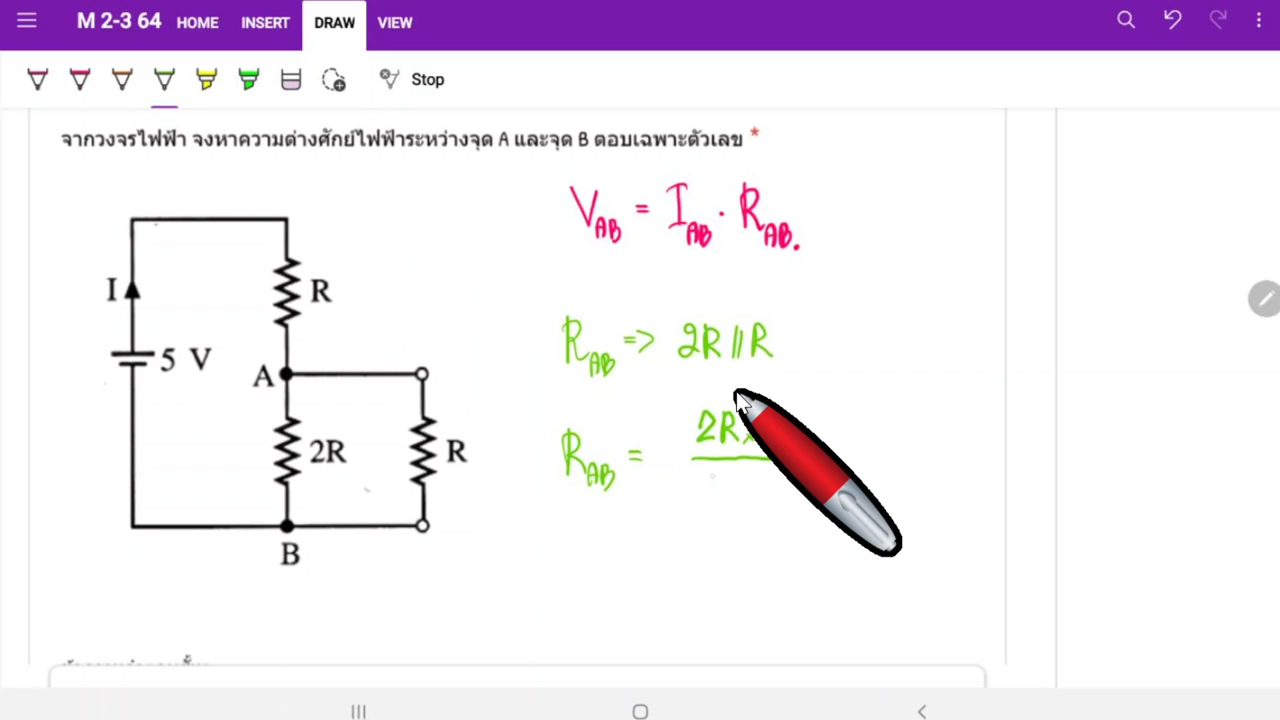 M 2-3 64 HOME INSERT DRAW VIEW
Stop
จากวงจรไฟฟ้า จงหาความต่างศักย์ไฟฟ้าระหว่างจุด A และจุด B ตอบเฉพาะตัวเลข *
V_AB = I_AB . R_AB.
I
R
5 V
A
2R
R
B
R_AB => 2R // R
R_AB = 2Rx